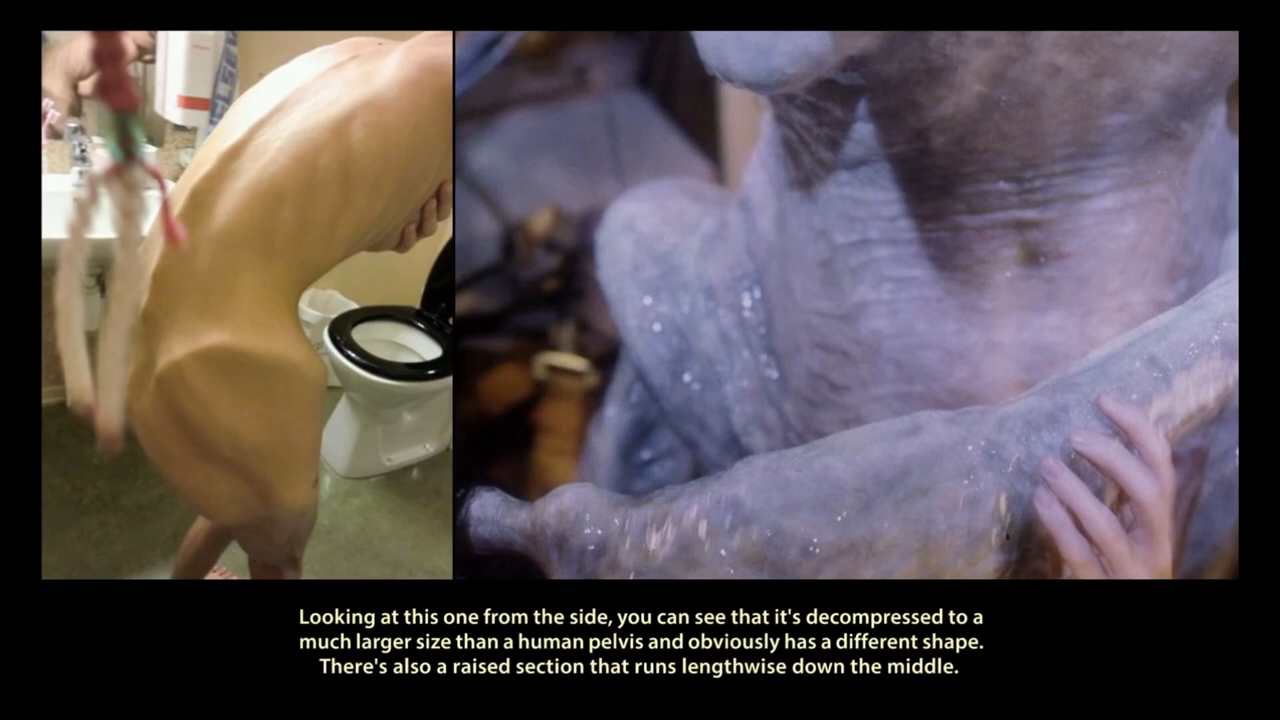 Looking at this one from the side, you can see that it's decompressed to a
much larger size than a human pelvis and obviously has a different shape.
There's also a raised section that runs lengthwise down the middle.